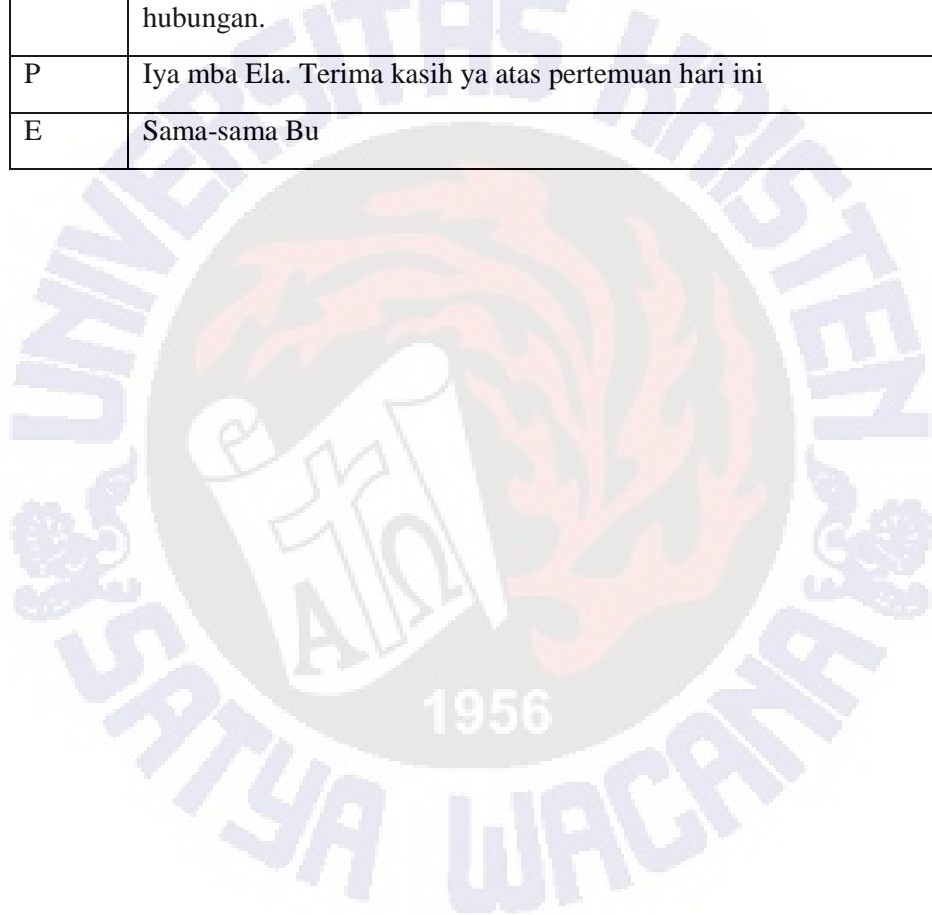 hubungan.
P Iya mba Ela. Terima kasih ya atas pertemuan hari ini
E Sama-sama Bu
UNIVERSITAS KRISTEN
Α Ω
1956
SATYA WACANA